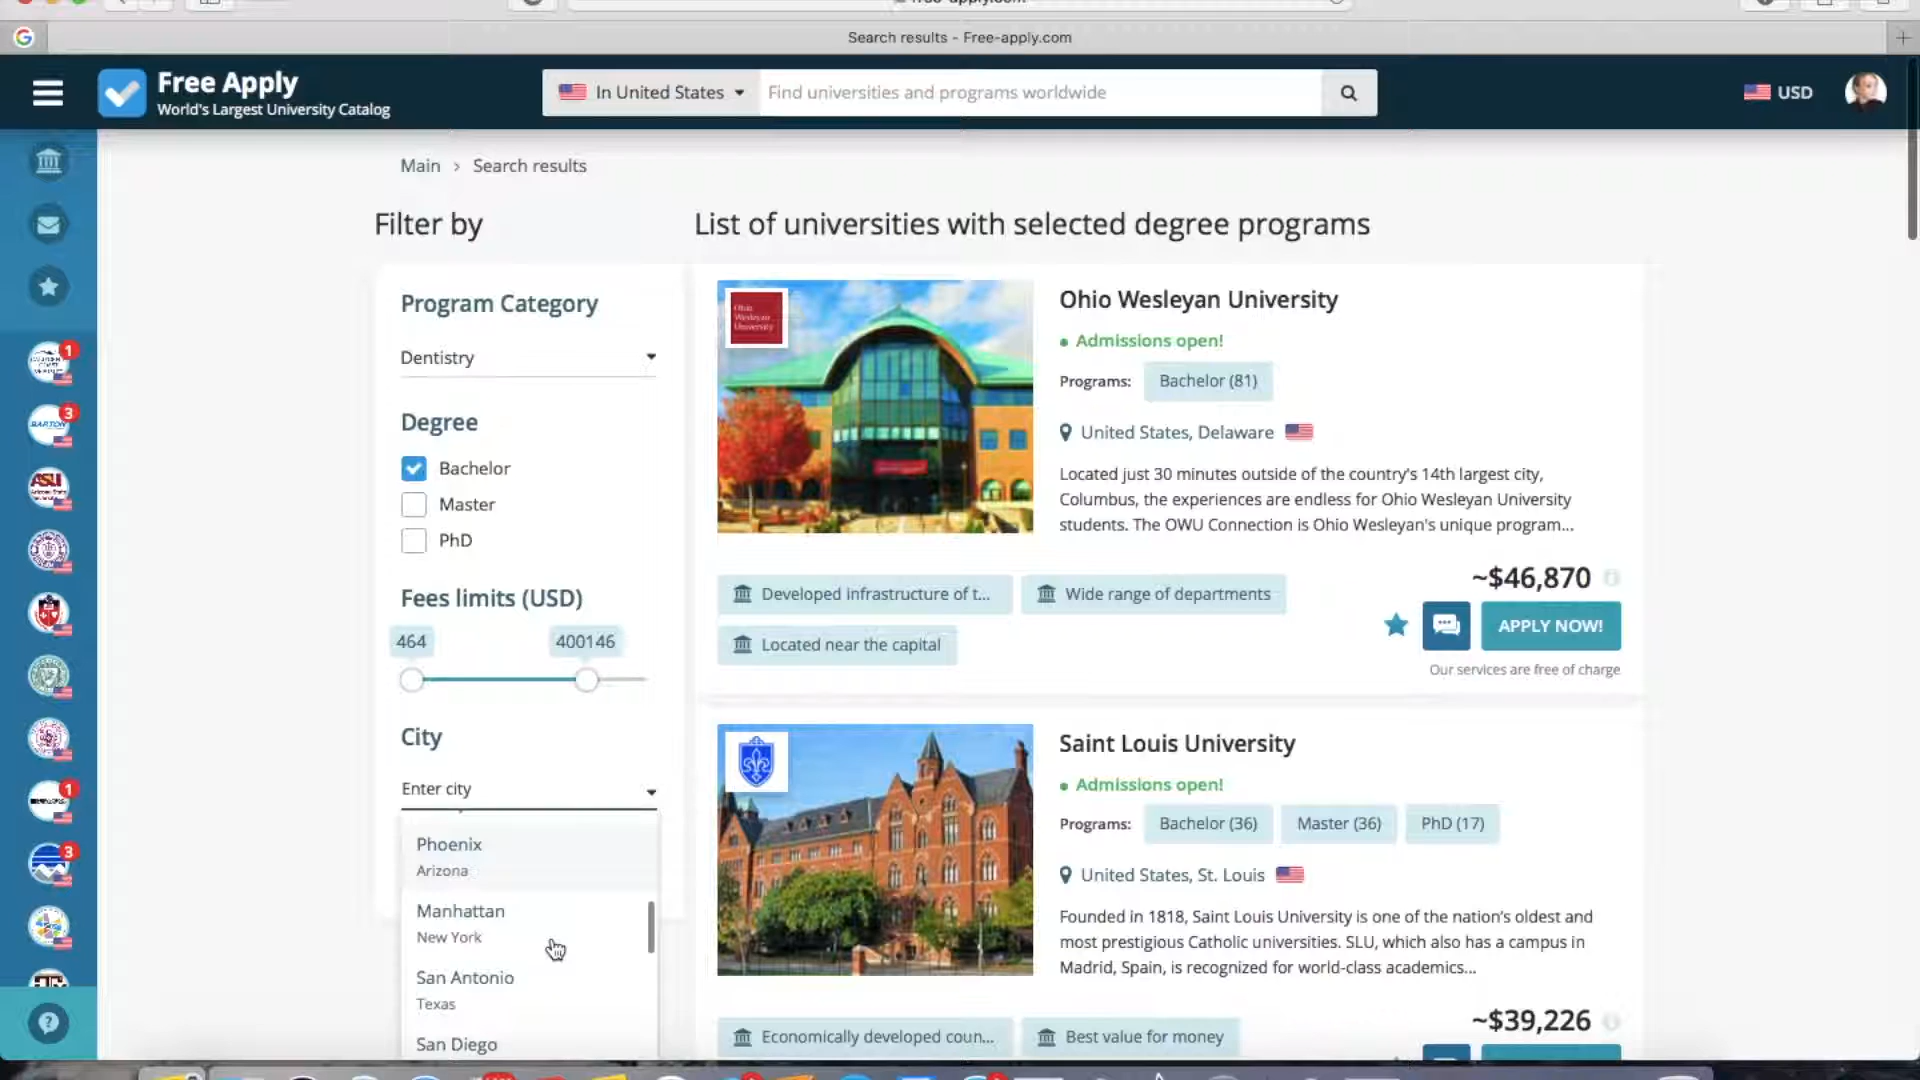 Search results - Free-apply.com
Free Apply
World's Largest University Catalog
In United States
Find universities and programs worldwide
USD
Main > Search results
Filter by
List of universities with selected degree programs
Program Category
Dentistry
Degree
Bachelor
Master
PhD
Fees limits (USD)
464
400146
City
Enter city
Phoenix
Arizona
Manhattan
New York
San Antonio
Texas
San Diego
Ohio Wesleyan University
Ohio Wesleyan University
Admissions open!
Programs: Bachelor (81)
United States, Delaware
Located just 30 minutes outside of the country's 14th largest city,
Columbus, the experiences are endless for Ohio Wesleyan University
students. The OWU Connection is Ohio Wesleyan's unique program...
Developed infrastructure of t...
Wide range of departments
Located near the capital
~$46,870
APPLY NOW!
Our services are free of charge
Saint Louis University
Admissions open!
Programs: Bachelor (36) Master (36) PhD (17)
United States, St. Louis
Founded in 1818, Saint Louis University is one of the nation's oldest and
most prestigious Catholic universities. SLU, which also has a campus in
Madrid, Spain, is recognized for world-class academics...
Economically developed coun...
Best value for money
~$39,226
1
BARTON
3
ASU
1
3